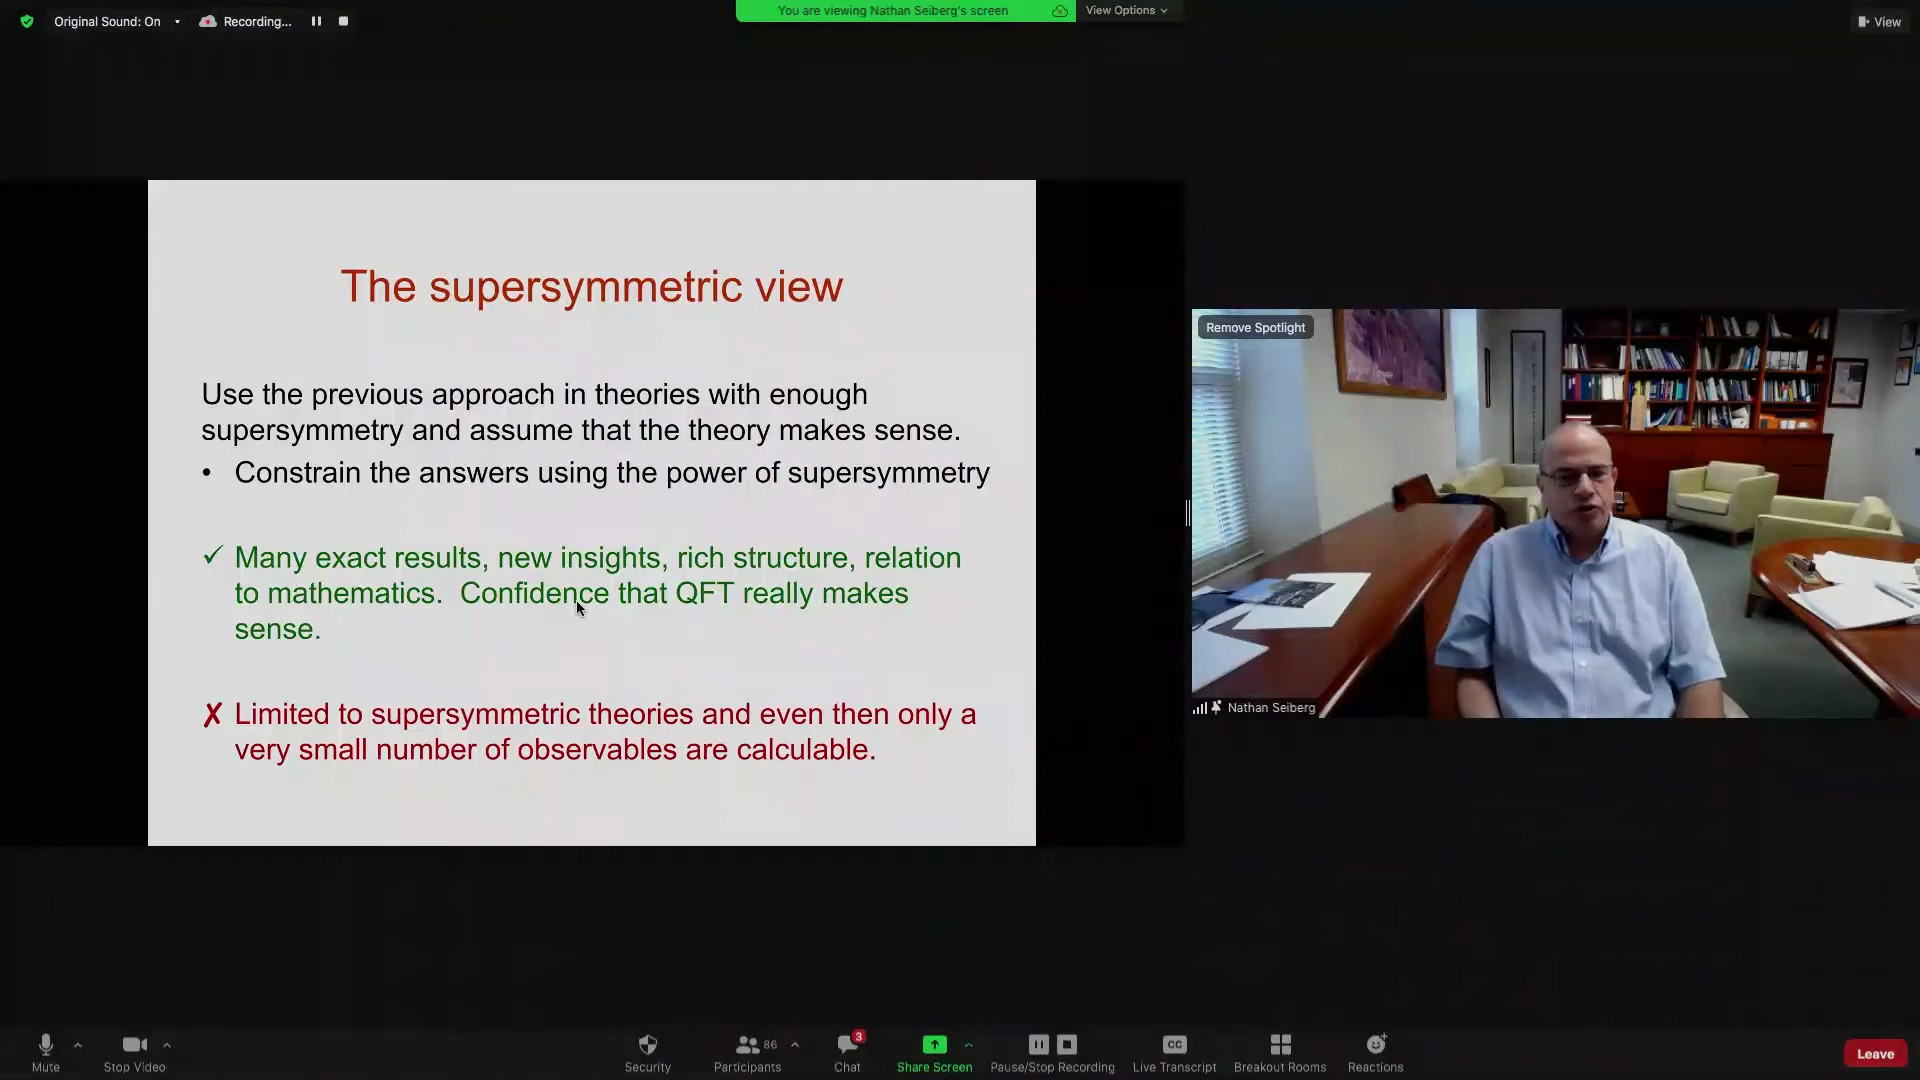 Original Sound: On
Recording...
You are viewing Nathan Seiberg's screen
View Options
View
The supersymmetric view
Use the previous approach in theories with enough
supersymmetry and assume that the theory makes sense.
• Constrain the answers using the power of supersymmetry
✓ Many exact results, new insights, rich structure, relation
to mathematics. Confidence that QFT really makes
sense.
✗ Limited to supersymmetric theories and even then only a
very small number of observables are calculable.
Remove Spotlight
Nathan Seiberg
Mute
Stop Video
Security
86
Participants
3
Chat
Share Screen
Pause/Stop Recording
CC
Live Transcript
Breakout Rooms
Reactions
Leave